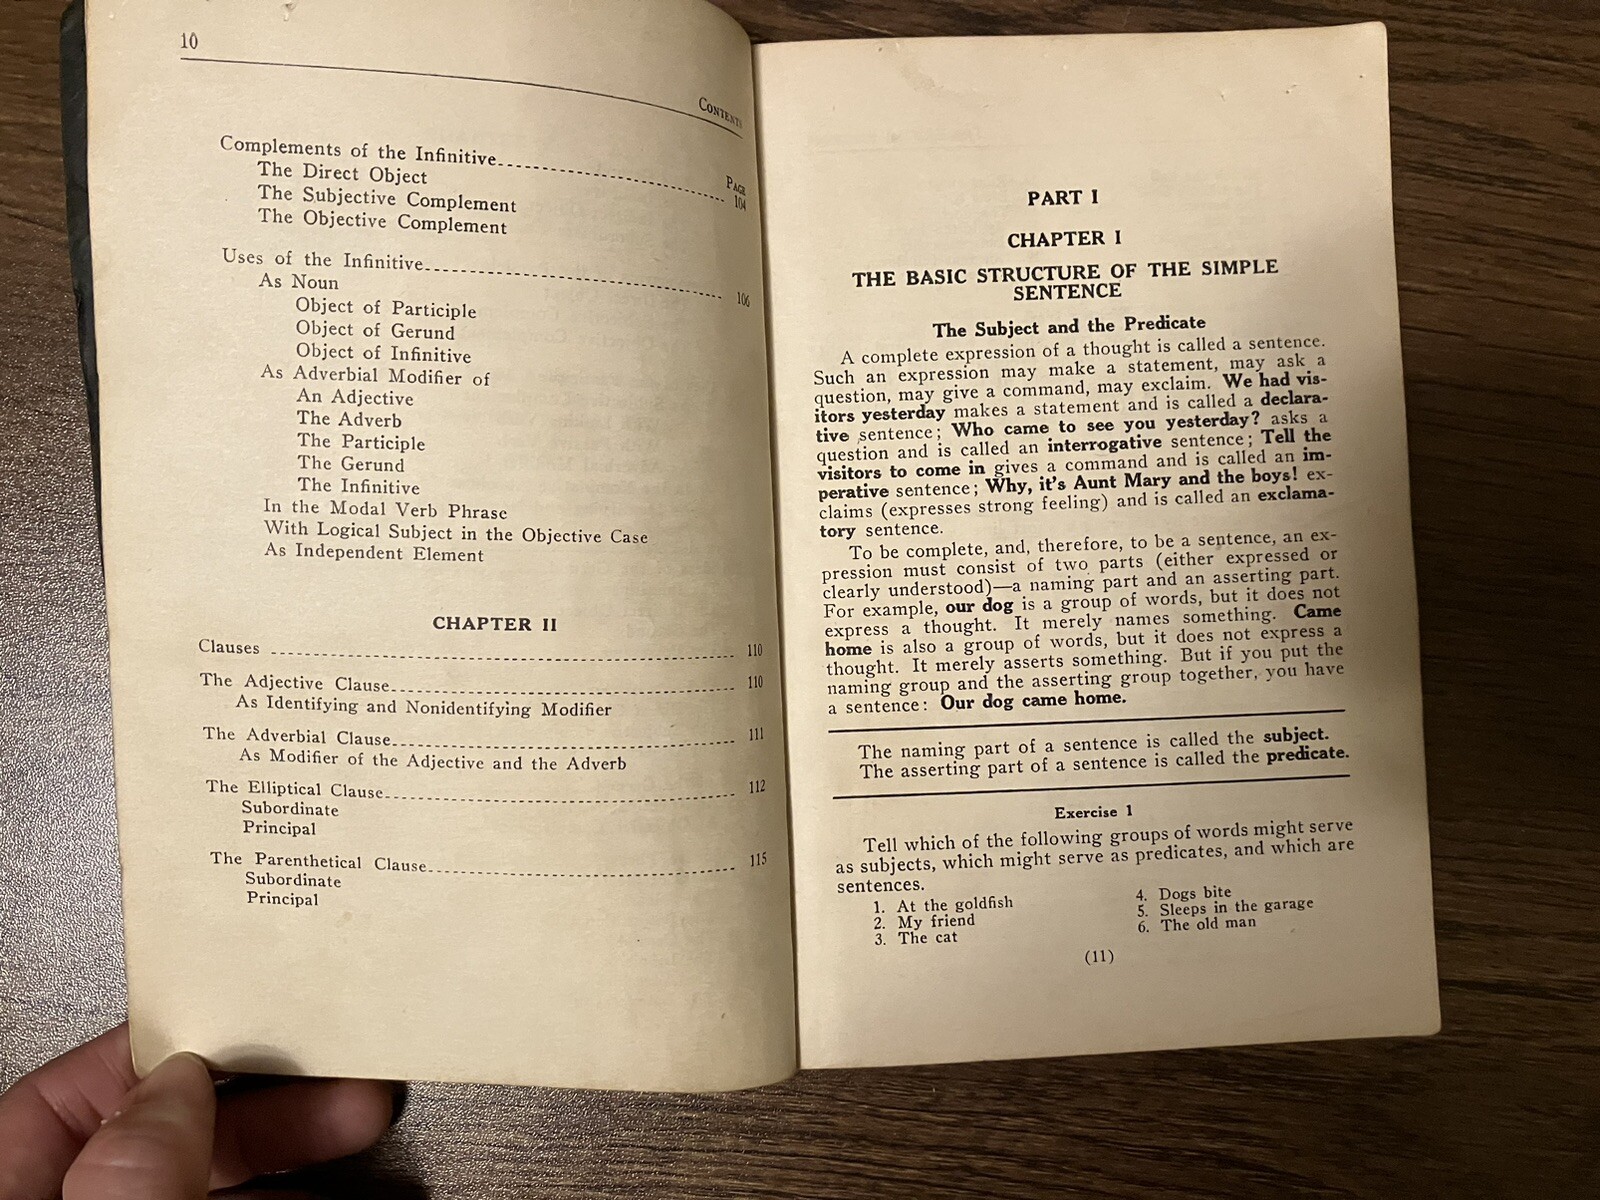 10
CONTENTS
PAGE
Complements of the Infinitive 104
The Direct Object
The Subjective Complement
The Objective Complement
Uses of the Infinitive 106
As Noun
Object of Participle
Object of Gerund
Object of Infinitive
As Adverbial Modifier of
An Adjective
The Adverb
The Participle
The Gerund
The Infinitive
In the Modal Verb Phrase
With Logical Subject in the Objective Case
As Independent Element
CHAPTER II
Clauses 110
The Adjective Clause 110
As Identifying and Nonidentifying Modifier
The Adverbial Clause 111
As Modifier of the Adjective and the Adverb
The Elliptical Clause 112
Subordinate
Principal
The Parenthetical Clause 115
Subordinate
Principal
PART I
CHAPTER I
THE BASIC STRUCTURE OF THE SIMPLE
SENTENCE
The Subject and the Predicate
A complete expression of a thought is called a sentence.
Such an expression may make a statement, may ask a
question, may give a command, may exclaim. We had vis-
itors yesterday makes a statement and is called a declara-
tive sentence; Who came to see you yesterday? asks a
question and is called an interrogative sentence; Tell the
visitors to come in gives a command and is called an im-
perative sentence; Why, it's Aunt Mary and the boys! ex-
claims (expresses strong feeling) and is called an exclama-
tory sentence.
To be complete, and, therefore, to be a sentence, an ex-
pression must consist of two parts (either expressed or
clearly understood)—a naming part and an asserting part.
For example, our dog is a group of words, but it does not
express a thought. It merely names something. Came
home is also a group of words, but it does not express a
thought. It merely asserts something. But if you put the
naming group and the asserting group together, you have
a sentence: Our dog came home.
The naming part of a sentence is called the subject.
The asserting part of a sentence is called the predicate.
Exercise 1
Tell which of the following groups of words might serve
as subjects, which might serve as predicates, and which are
sentences.
1. At the goldfish
2. My friend
3. The cat
4. Dogs bite
5. Sleeps in the garage
6. The old man
(11)